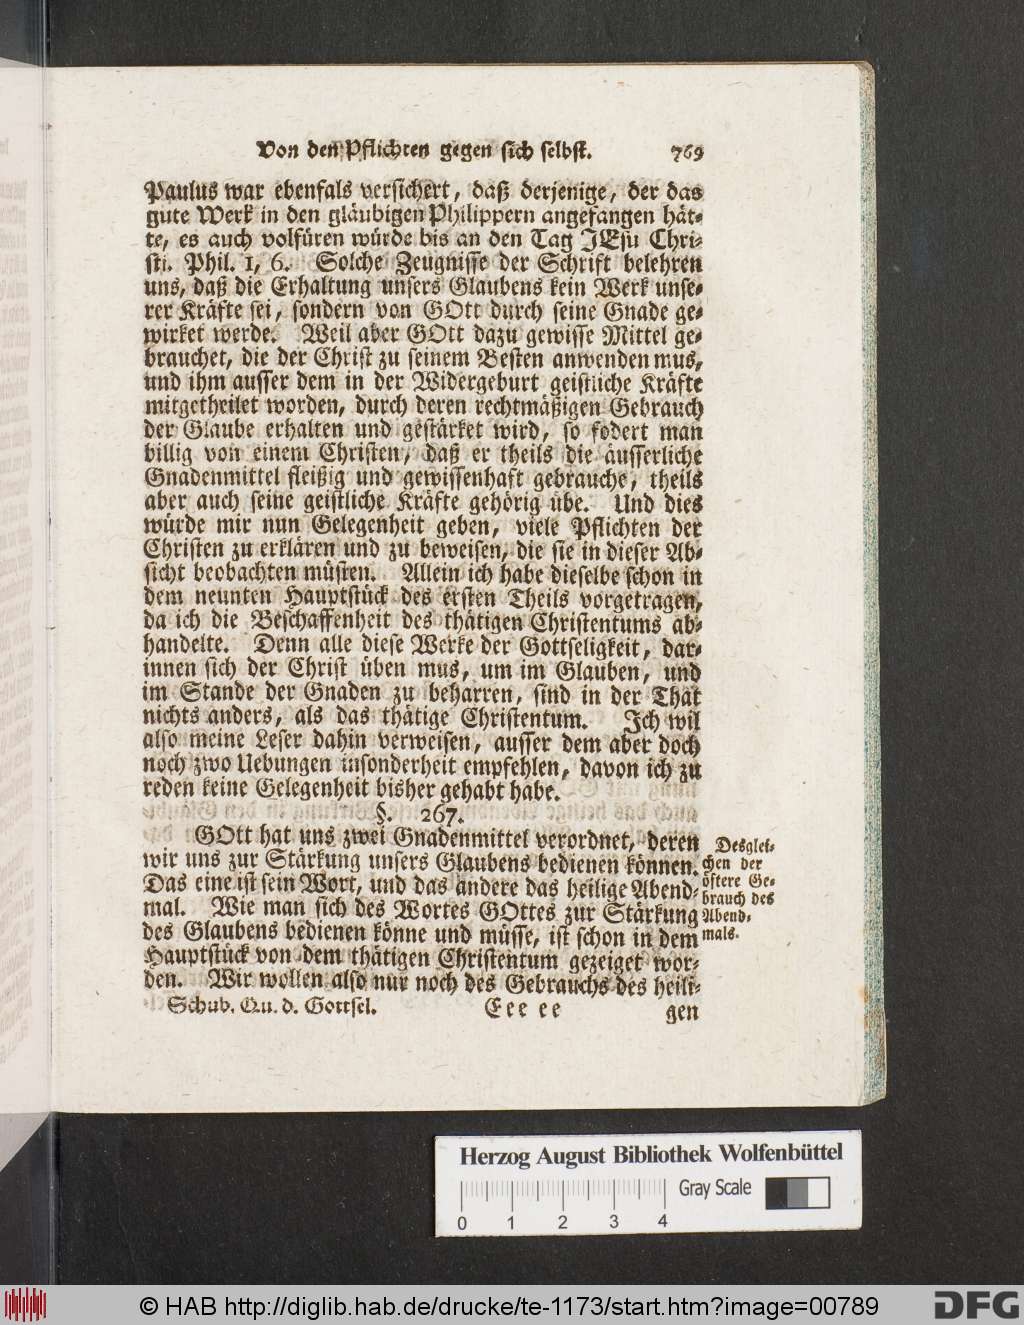 Von den Pflichten gegen sich selbst. 769
Paulus war ebenfals versichert, daß derjenige, der das
gute Werk in den gläubigen Philippern angefangen hät-
te, es auch volfüren würde bis an den Tag JEsu Chri-
sti. Phil. 1, 6. Solche Zeugnisse der Schrift belehren
uns, daß die Erhaltung unsers Glaubens kein Werk unse-
rer Kräfte sei, sondern von GOtt durch seine Gnade ge-
wirket werde. Weil aber GOtt dazu gewisse Mittel ge-
brauchet, die der Christ zu seinem Besten anwenden mus,
und ihm ausser dem in der Widergeburt geistliche Kräfte
mitgetheilet worden, durch deren rechtmäßigen Gebrauch
der Glaube erhalten und gestärket wird, so fodert man
billig von einem Christen, daß er theils die äusserliche
Gnadenmittel fleißig und gewissenhaft gebrauche, theils
aber auch seine geistliche Kräfte gehörig übe. Und dies
würde mir nun Gelegenheit geben, viele Pflichten der
Christen zu erklären und zu beweisen, die sie in dieser Ab-
sicht beobachten müsten. Allein ich habe dieselbe schon in
dem neunten Hauptstück des ersten Theils vorgetragen,
da ich die Beschaffenheit des thätigen Christentums ab-
handelte. Denn alle diese Werke der Gottseligkeit, dar-
innen sich der Christ üben mus, um im Glauben, und
im Stande der Gnaden zu beharren, sind in der That
nichts anders, als das thätige Christentum. Jch wil
also meine Leser dahin verweisen, ausser dem aber doch
noch zwo Uebungen insonderheit empfehlen, davon ich zu
reden keine Gelegenheit bisher gehabt habe.
§. 267.
GOtt hat uns zwei Gnadenmittel verordnet, deren
wir uns zur Stärkung unsers Glaubens bedienen können.
Das eine ist sein Wort, und das andere das heilige Abend-
mal. Wie man sich des Wortes GOttes zur Stärkung
des Glaubens bedienen könne und müsse, ist schon in dem
Hauptstück von dem thätigen Christentum gezeiget wor-
den. Wir wollen also nur noch des Gebrauchs des heili-
Desglei-
chen der
öftere Ge-
brauch des
Abend-
mals.
Schub. Qu. d. Gottsel. Eee ee gen
Herzog August Bibliothek Wolfenbüttel
Gray Scale
0 1 2 3 4
© HAB http://diglib.hab.de/drucke/te-1173/start.htm?image=00789
DFG